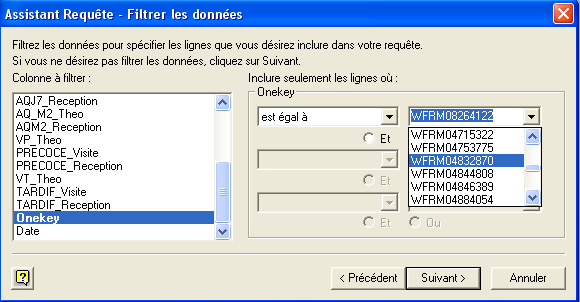 Assistant Requête - Filtrer les données
Filtrez les données pour spécifier les lignes que vous désirez inclure dans votre requête.
Si vous ne désirez pas filtrer les données, cliquez sur Suivant.
Colonne à filtrer :
AQJ7_Reception
AQ_M2_Theo
AQM2_Reception
VP_Theo
PRECOCE_Visite
PRECOCE_Reception
VT_Theo
TARDIF_Visite
TARDIF_Reception
Onekey
Date
Inclure seulement les lignes où :
Onekey
est égal à
WFRM08264122
Et
WFRM04715322
WFRM04753775
WFRM04832870
WFRM04844808
WFRM04846389
WFRM04884054
Et
Et
Ou
< Précédent
Suivant >
Annuler